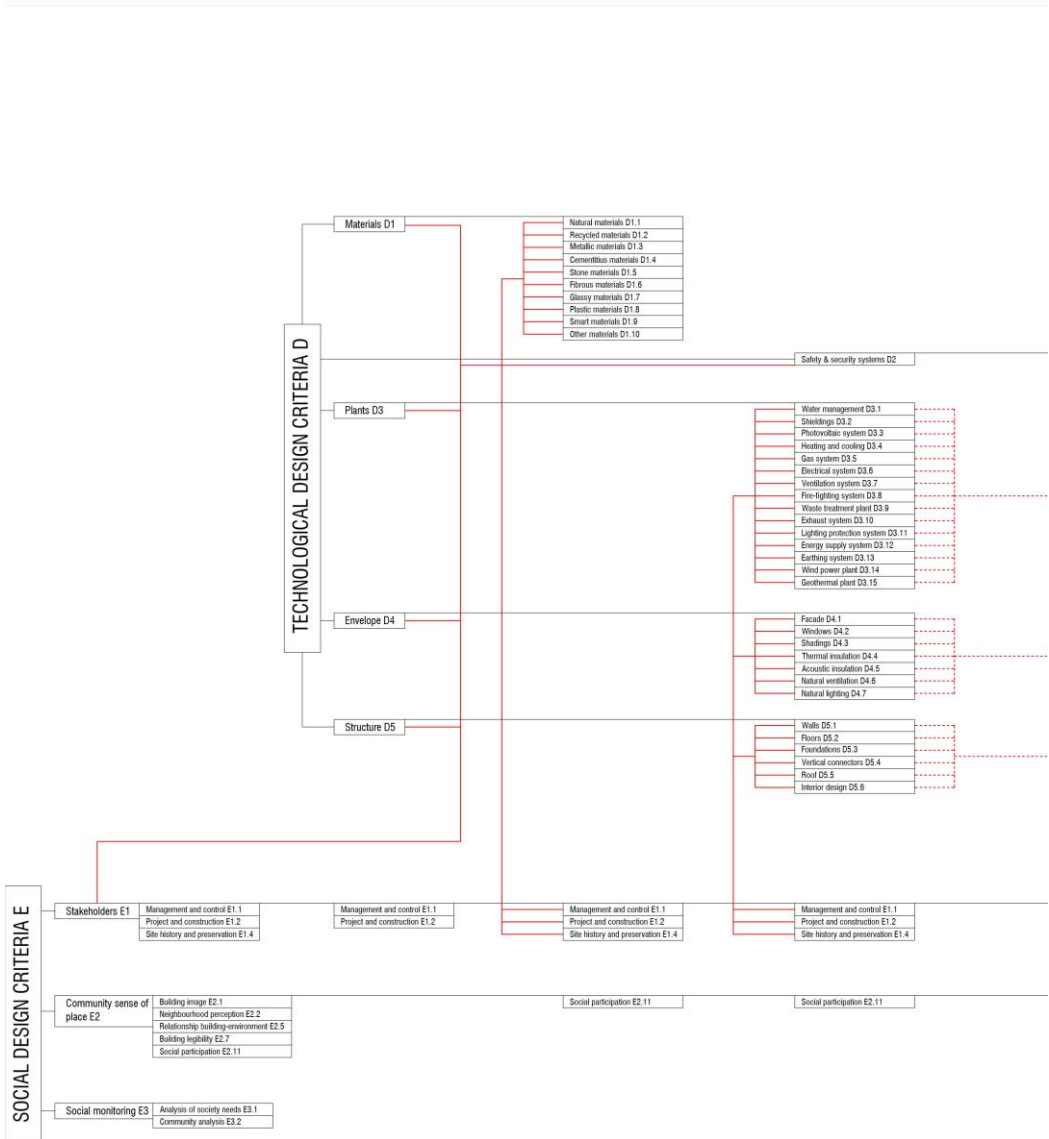 TECHNOLOGICAL DESIGN CRITERIA D
Materials D1
Natural materials D1.1
Recycled materials D1.2
Metallic materials D1.3
Cementitius materials D1.4
Stone materials D1.5
Fibrous materials D1.6
Glassy materials D1.7
Plastic materials D1.8
Smart materials D1.9
Other materials D1.10
Safety & security systems D2
Plants D3
Water management D3.1
Shieldings D3.2
Photovoltaic system D3.3
Heating and cooling D3.4
Gas system D3.5
Electrical system D3.6
Ventilation system D3.7
Fire-fighting system D3.8
Waste treatment plant D3.9
Exhaust system D3.10
Lighting protection system D3.11
Energy supply system D3.12
Earthing system D3.13
Wind power plant D3.14
Geothermal plant D3.15
Envelope D4
Facade D4.1
Windows D4.2
Shadings D4.3
Thermal insulation D4.4
Acoustic insulation D4.5
Natural ventilation D4.6
Natural lighting D4.7
Structure D5
Walls D5.1
Floors D5.2
Foundations D5.3
Vertical connectors D5.4
Roof D5.5
Interior design D5.6
SOCIAL DESIGN CRITERIA E
Stakeholders E1
Management and control E1.1
Project and construction E1.2
Site history and preservation E1.4
Management and control E1.1
Project and construction E1.2
Management and control E1.1
Project and construction E1.2
Site history and preservation E1.4
Management and control E1.1
Project and construction E1.2
Site history and preservation E1.4
Community sense of
place E2
Building image E2.1
Neighbourhood perception E2.2
Relationship building-environment E2.5
Building legibility E2.7
Social participation E2.11
Social participation E2.11
Social participation E2.11
Social monitoring E3
Analysis of society needs E3.1
Community analysis E3.2